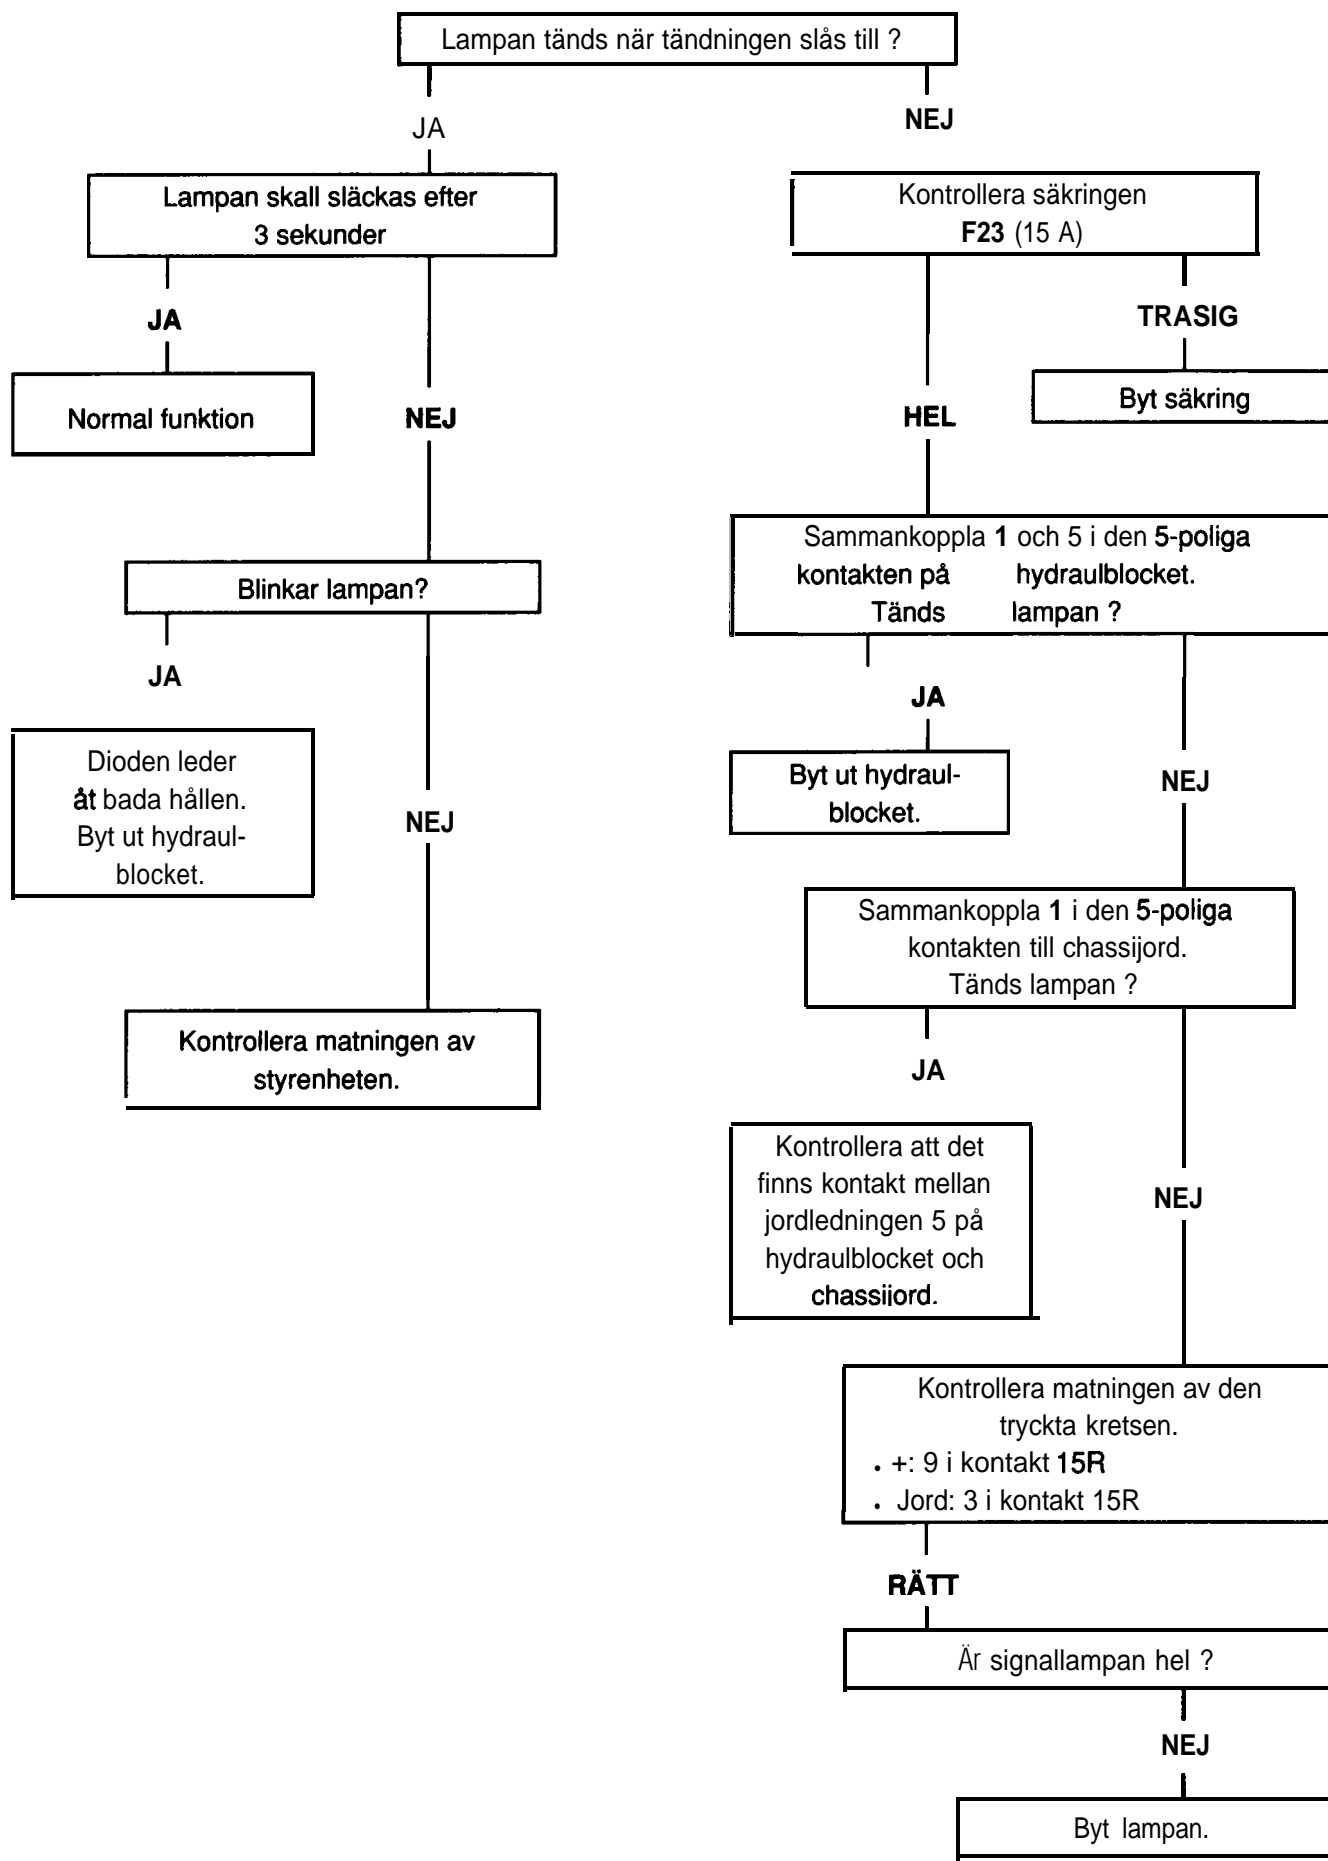 Lampan tänds när tändningen slås till ?
JA
NEJ
Lampan skall släckas efter
3 sekunder
Kontrollera säkringen
F23 (15 A)
JA
TRASIG
Normal funktion
NEJ
HEL
Byt säkring
Sammankoppla 1 och 5 i den 5-poliga
kontakten på hydraulblocket.
Tänds lampan ?
Blinkar lampan?
JA
JA
Dioden leder
åt bada hållen.
Byt ut hydraul-
blocket.
NEJ
Byt ut hydraul-
blocket.
NEJ
Sammankoppla 1 i den 5-poliga
kontakten till chassijord.
Tänds lampan ?
Kontrollera matningen av
styrenheten.
JA
Kontrollera att det
finns kontakt mellan
jordledningen 5 på
hydraulblocket och
chassijord.
NEJ
Kontrollera matningen av den
tryckta kretsen.
• +: 9 i kontakt 15R
• Jord: 3 i kontakt 15R
RÄTT
Är signallampan hel ?
NEJ
Byt lampan.